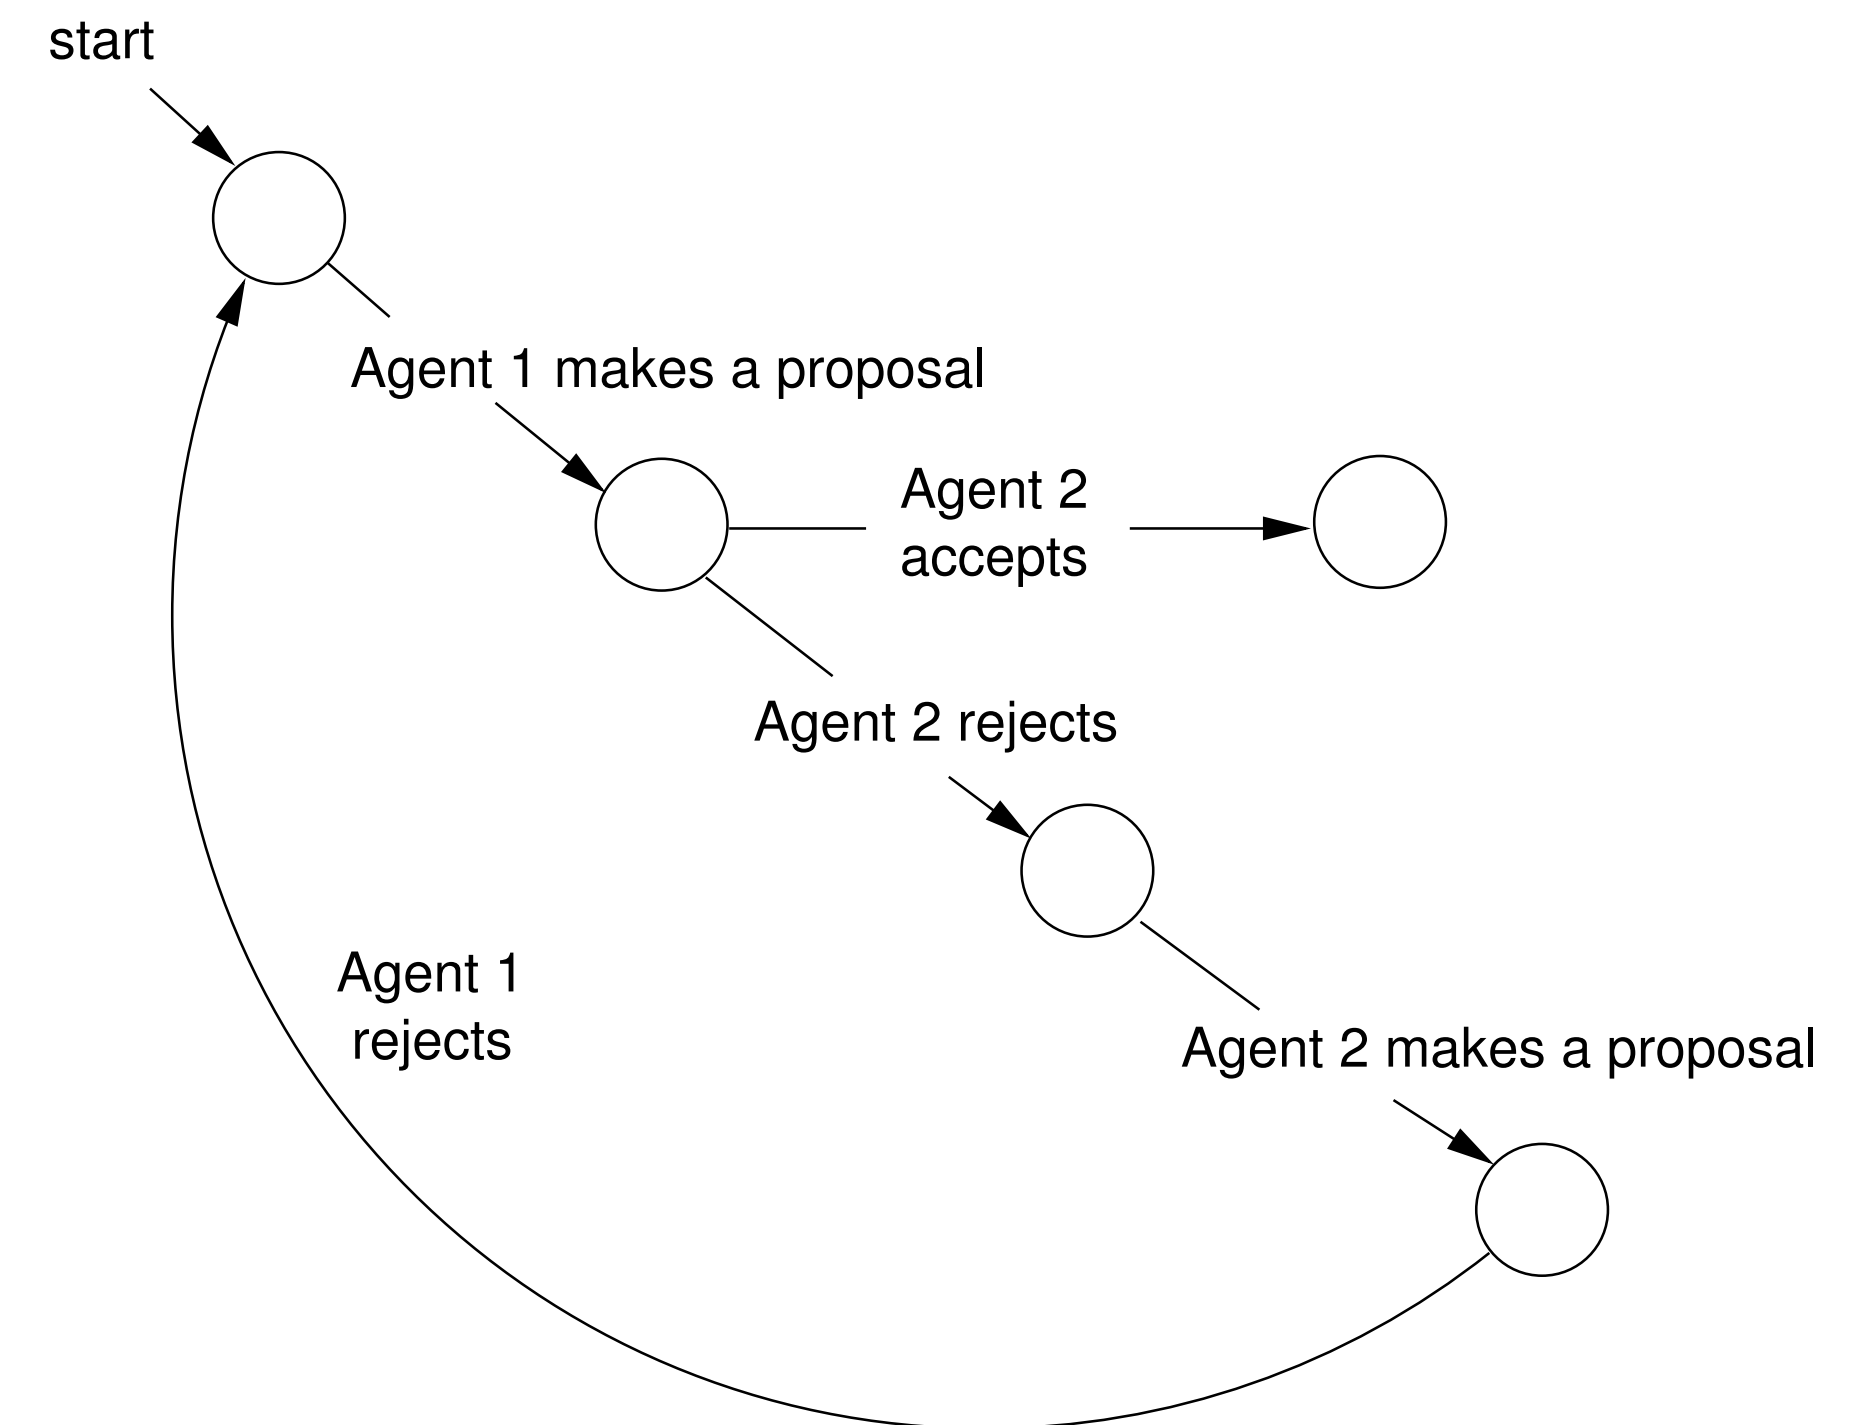 start
Agent 1 makes a proposal
Agent 2
accepts
Agent 2 rejects
Agent 1
rejects
Agent 2 makes a proposal